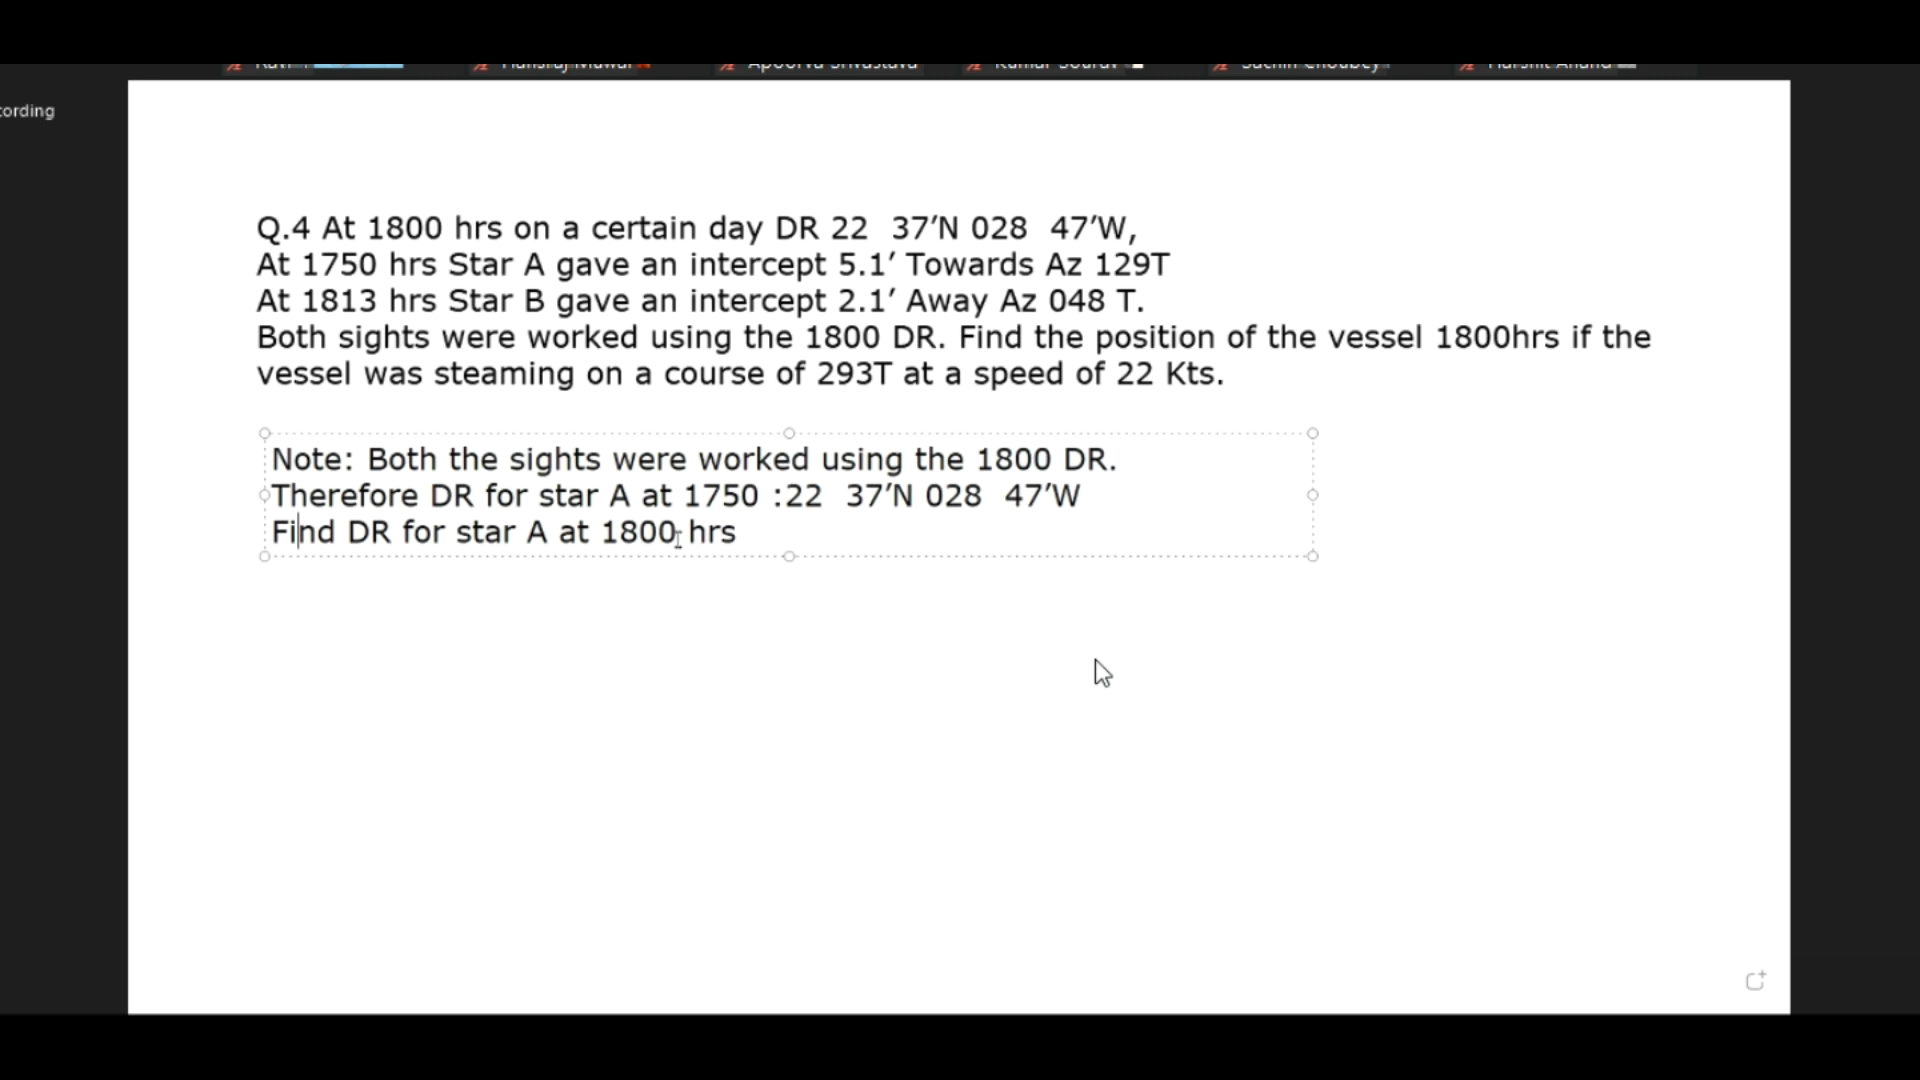 cording
Q.4 At 1800 hrs on a certain day DR 22  37′N 028  47′W,
At 1750 hrs Star A gave an intercept 5.1′ Towards Az 129T
At 1813 hrs Star B gave an intercept 2.1′ Away Az 048 T.
Both sights were worked using the 1800 DR. Find the position of the vessel 1800hrs if the
vessel was steaming on a course of 293T at a speed of 22 Kts.
Note: Both the sights were worked using the 1800 DR.
Therefore DR for star A at 1750 :22  37′N 028  47′W
Find DR for star A at 1800 hrs